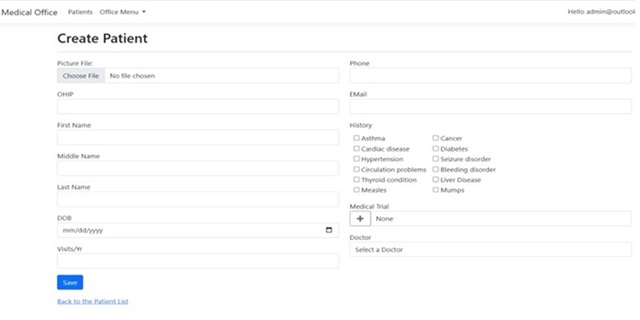 Medical Office Patients Office Menu Hello admin@outlook
Create Patient
Picture File:
Choose File No file chosen
OHIP
First Name
Middle Name
Last Name
DOB
mm/dd/yyyy
Visits/Yr
Save
Back to the Patient List
Phone
EMail
History
Asthma Cancer
Cardiac disease Diabetes
Hypertension Seizure disorder
Circulation problems Bleeding disorder
Thyroid condition Liver Disease
Measles Mumps
Medical Trial
+ None
Doctor
Select a Doctor